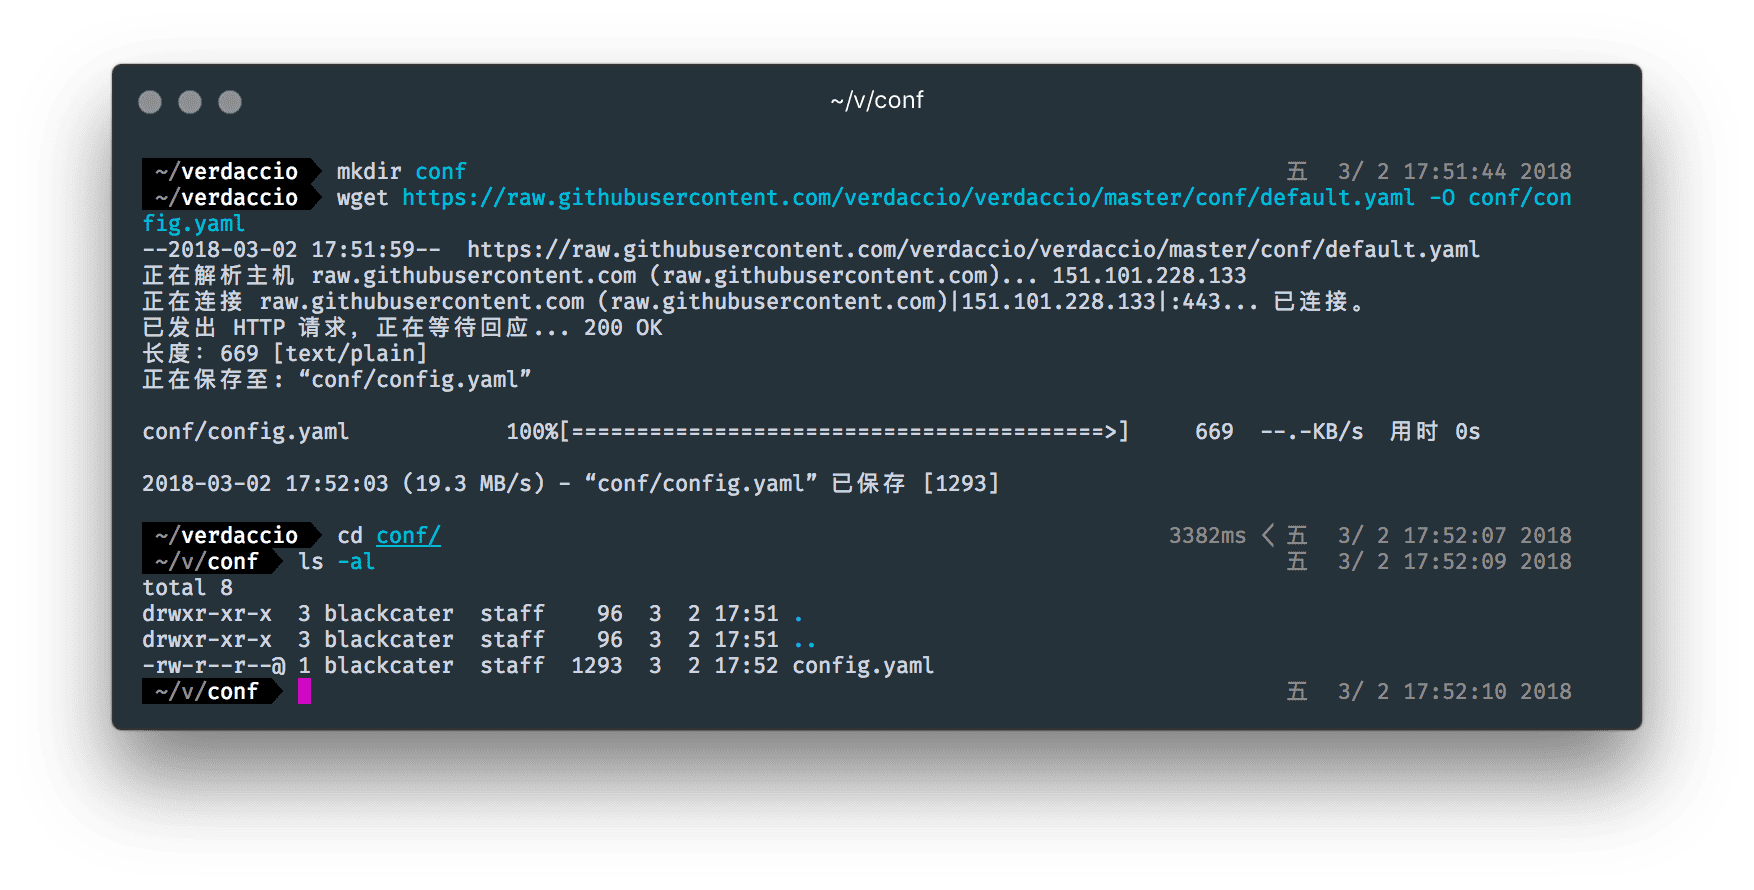 ~/v/conf
~/verdaccio mkdir conf 五 3/ 2 17:51:44 2018
~/verdaccio wget https://raw.githubusercontent.com/verdaccio/verdaccio/master/conf/default.yaml -O conf/con
fig.yaml
--2018-03-02 17:51:59-- https://raw.githubusercontent.com/verdaccio/verdaccio/master/conf/default.yaml
正在解析主机 raw.githubusercontent.com (raw.githubusercontent.com)... 151.101.228.133
正在连接 raw.githubusercontent.com (raw.githubusercontent.com)|151.101.228.133|:443... 已连接。
已发出 HTTP 请求，正在等待回应... 200 OK
长度：669 [text/plain]
正在保存至: “conf/config.yaml”
conf/config.yaml 100%[=========================================>] 669 --.-KB/s 用时 0s
2018-03-02 17:52:03 (19.3 MB/s) - “conf/config.yaml” 已保存 [1293]
~/verdaccio cd conf/ 3382ms < 五 3/ 2 17:52:07 2018
~/v/conf ls -al 五 3/ 2 17:52:09 2018
total 8
drwxr-xr-x 3 blackcater staff 96 3 2 17:51 .
drwxr-xr-x 3 blackcater staff 96 3 2 17:51 ..
-rw-r--r--@ 1 blackcater staff 1293 3 2 17:52 config.yaml
~/v/conf 五 3/ 2 17:52:10 2018